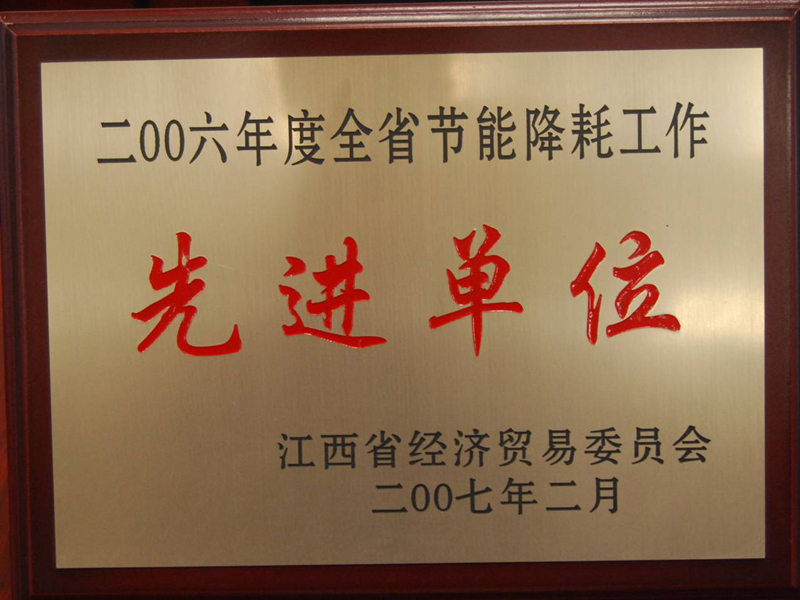 二00六年度全省节能降耗工作
先进单位
江西省经济贸易委员会
二00七年二月